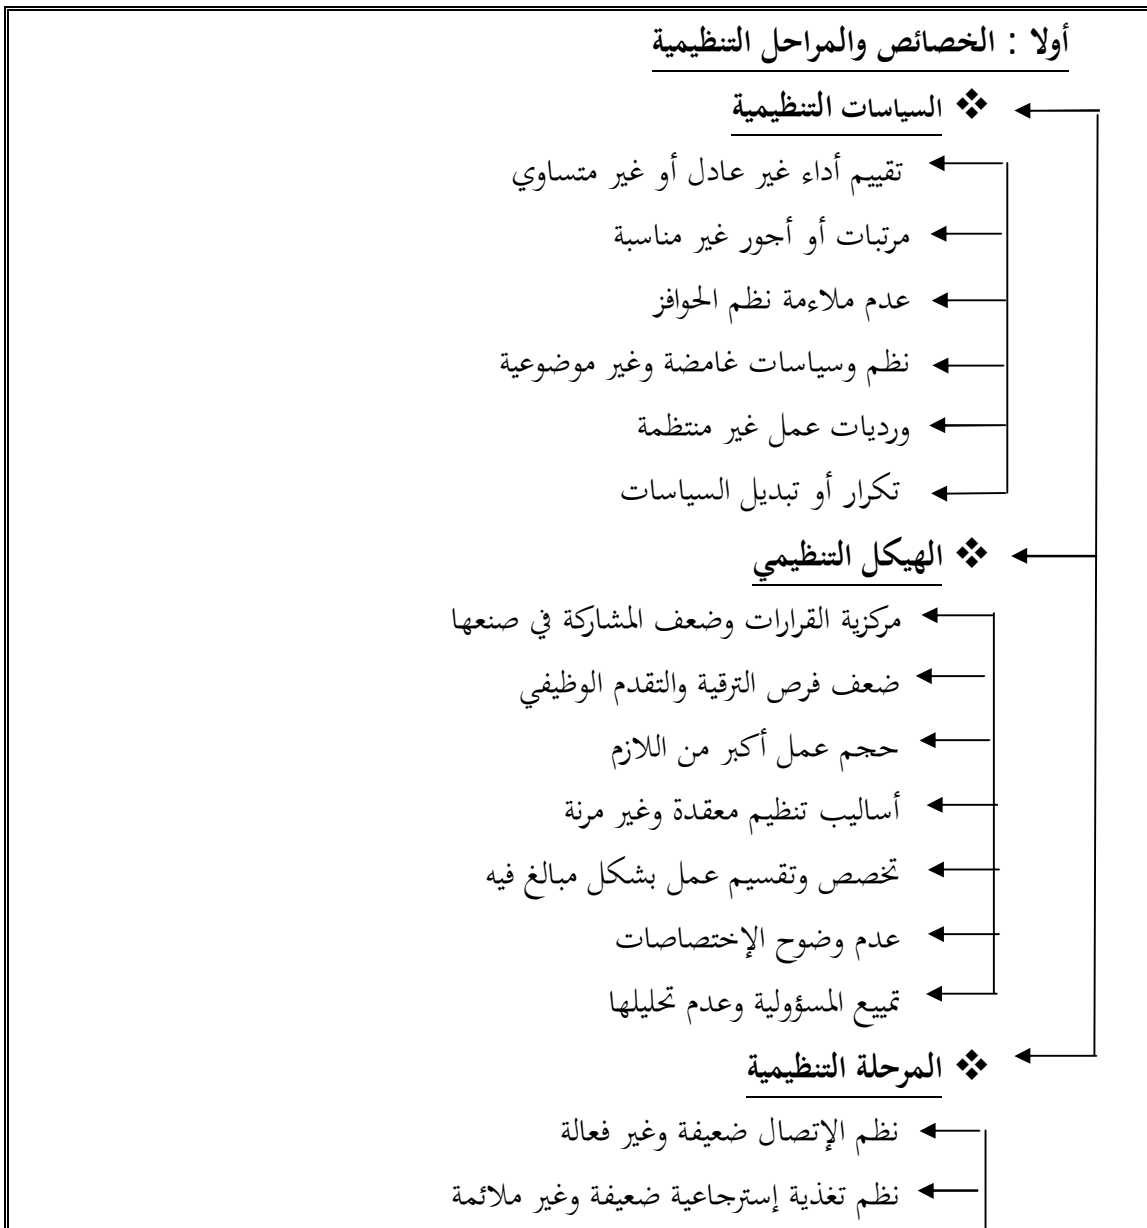 أولا : الخصائص والمراحل التنظيمية
❖ السياسات التنظيمية
تقييم أداء غير عادل أو غير متساوي
مرتبات أو أجور غير مناسبة
عدم ملاءمة نظم الحوافز
نظم وسياسات غامضة وغير موضوعية
ورديات عمل غير منتظمة
تكرار أو تبديل السياسات
❖ الهيكل التنظيمي
مركزية القرارات وضعف المشاركة في صنعها
ضعف فرص الترقية والتقدم الوظيفي
حجم عمل أكبر من اللازم
أساليب تنظيم معقدة وغير مرنة
تخصص وتقسيم عمل بشكل مبالغ فيه
عدم وضوح الإختصاصات
تمييع المسؤولية وعدم تحليلها
❖ المرحلة التنظيمية
نظم الإتصال ضعيفة وغير فعالة
نظم تغذية إسترجاعية ضعيفة وغير ملائمة